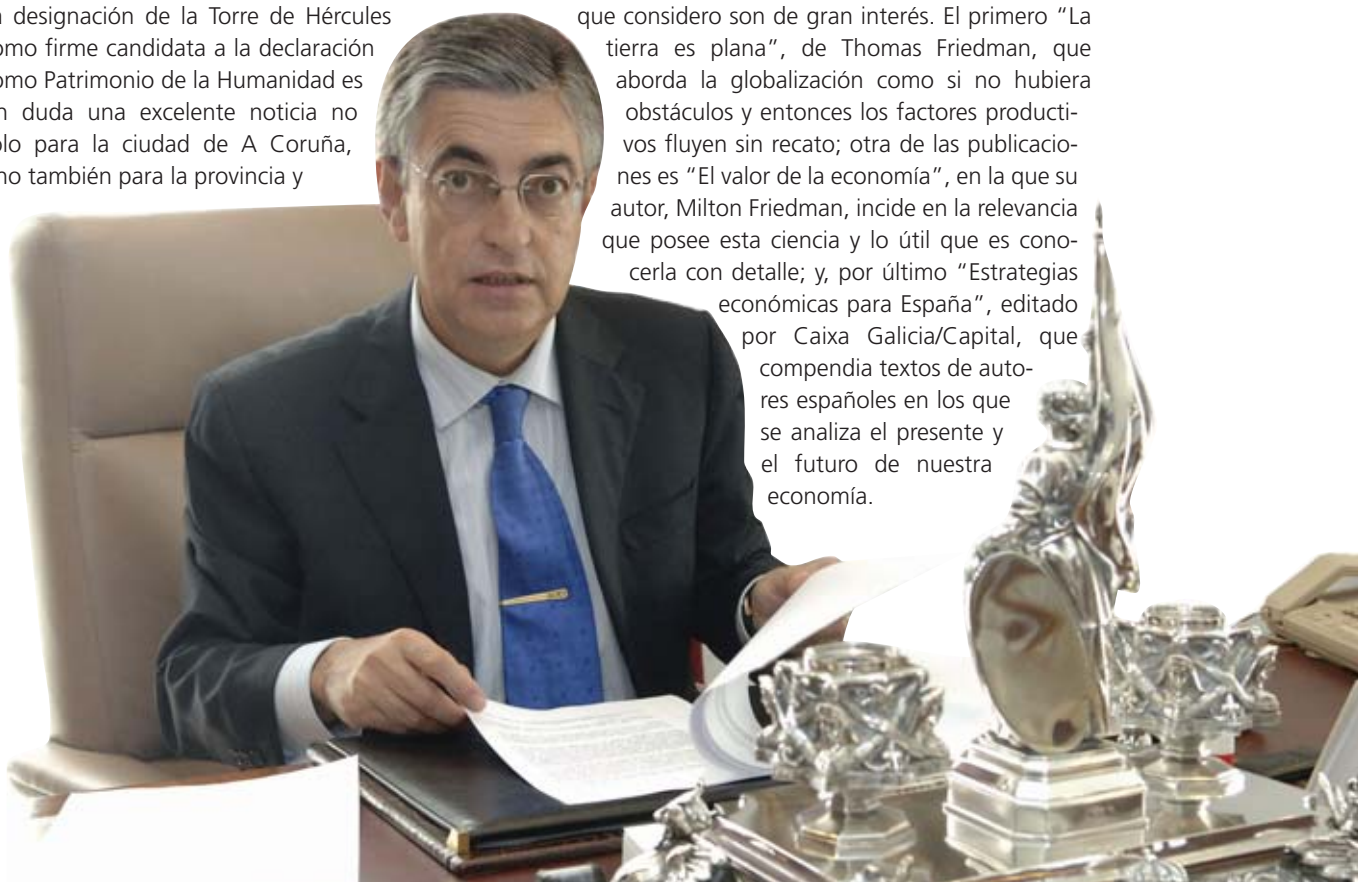 a designación de la Torre de Hércules
omo firme candidata a la declaración
omo Patrimonio de la Humanidad es
n duda una excelente noticia no
olo para la ciudad de A Coruña,
no también para la provincia y
que considero son de gran interés. El primero “La
tierra es plana”, de Thomas Friedman, que
aborda la globalización como si no hubiera
obstáculos y entonces los factores producti-
vos fluyen sin recato; otra de las publicacio-
nes es “El valor de la economía”, en la que su
autor, Milton Friedman, incide en la relevancia
que posee esta ciencia y lo útil que es cono-
cerla con detalle; y, por último “Estrategias
económicas para España”, editado
por Caixa Galicia/Capital, que
compendia textos de auto-
res españoles en los que
se analiza el presente y
el futuro de nuestra
economía.